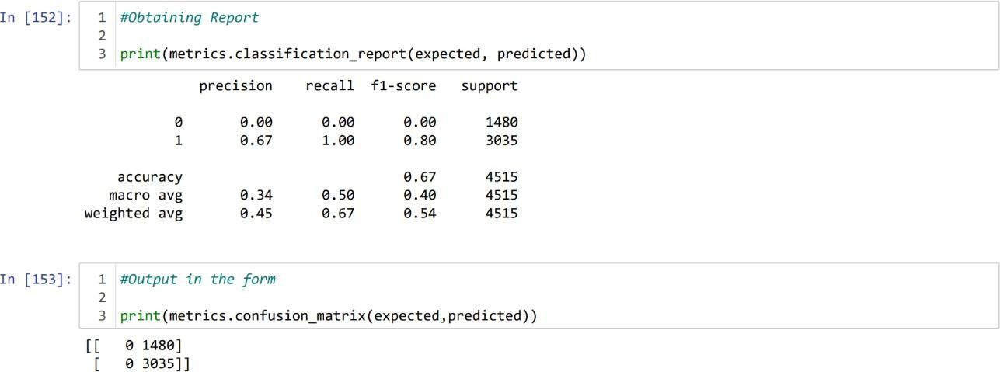 In [152]: 1 #Obtaining Report
2
3 print(metrics.classification_report(expected, predicted))
precision recall f1-score support
0 0.00 0.00 0.00 1480
1 0.67 1.00 0.80 3035
accuracy 0.67 4515
macro avg 0.34 0.50 0.40 4515
weighted avg 0.45 0.67 0.54 4515
In [153]: 1 #Output in the form
2
3 print(metrics.confusion_matrix(expected,predicted))
[[ 0 1480]
[ 0 3035]]